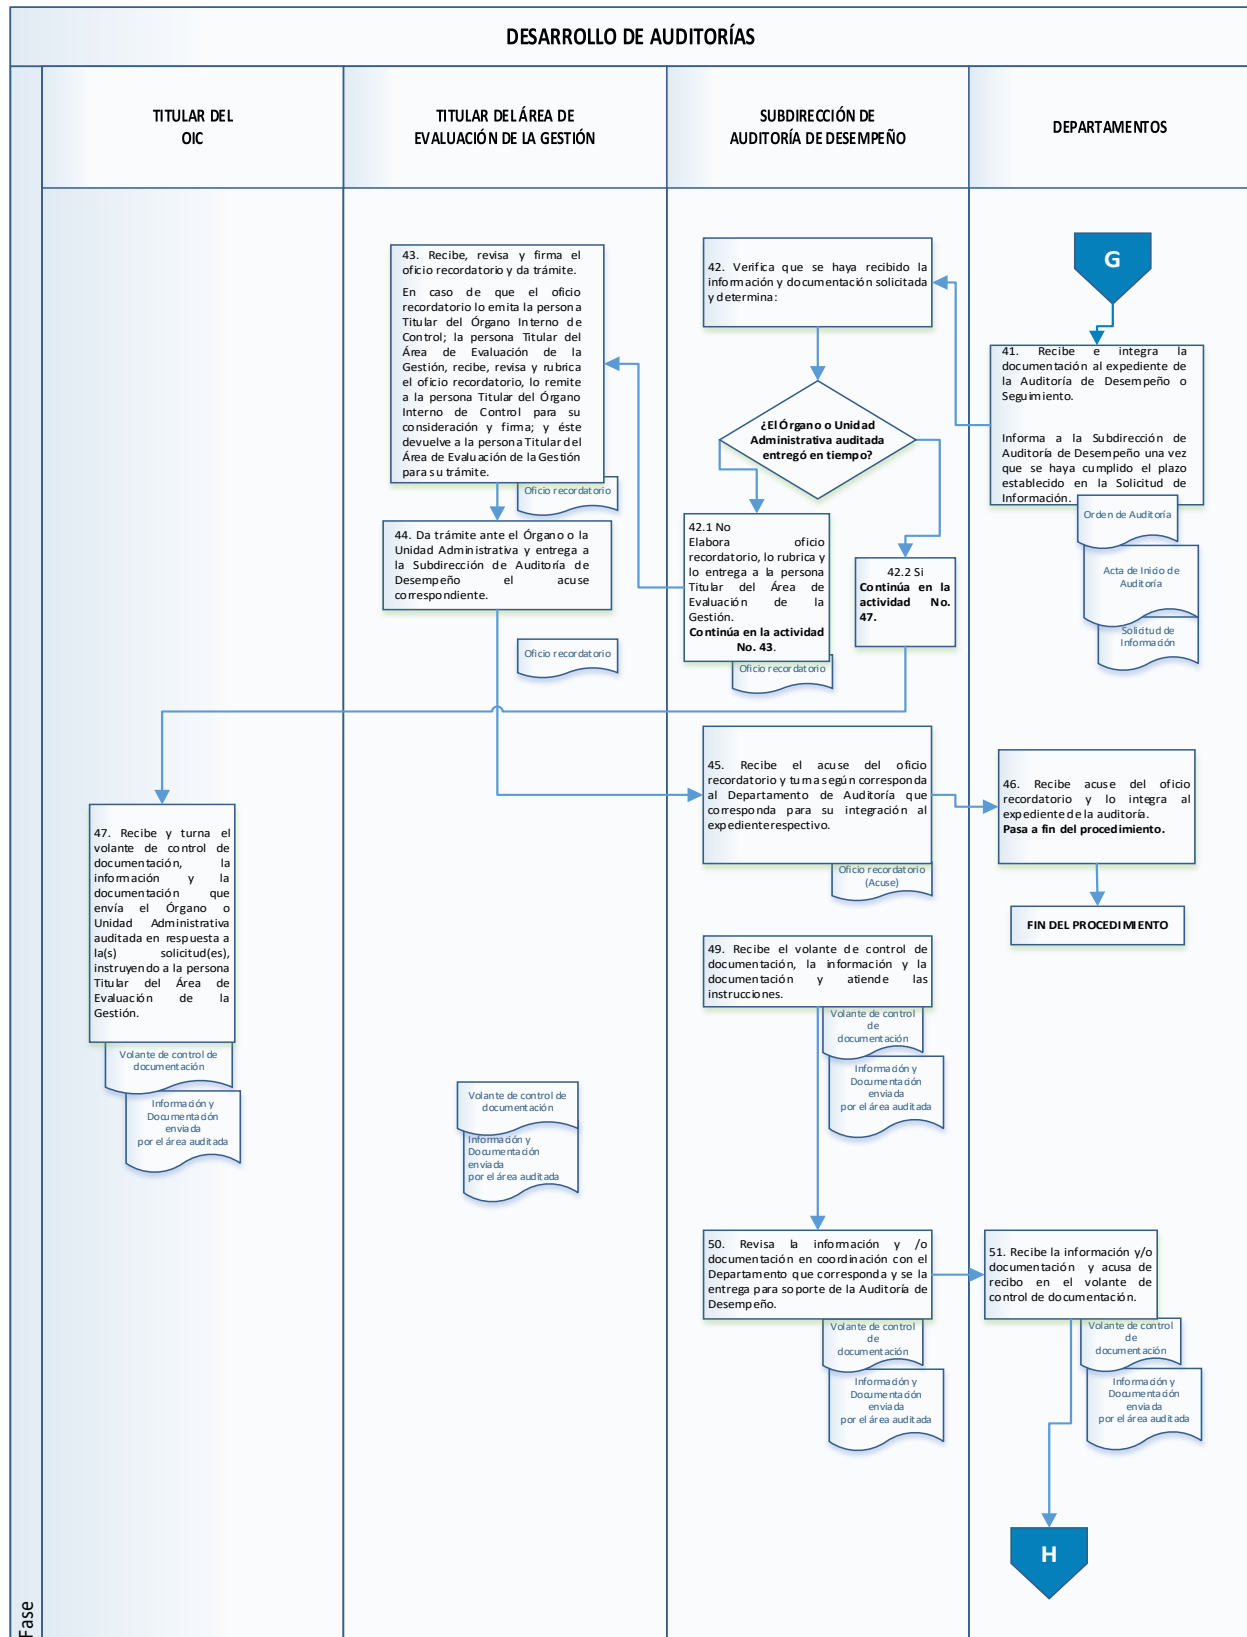 DESARROLLO DE AUDITORÍAS
TITULAR DEL
OIC
TITULAR DEL ÁREA DE
EVALUACIÓN DE LA GESTIÓN
SUBDIRECCIÓN DE
AUDITORÍA DE DESEMPEÑO
DEPARTAMENTOS
G
41. Recibe e integra la
documentación al expediente de
la Auditoría de Desempeño o
Seguimiento.
Informa a la Subdirección de
Auditoría de Desempeño una vez
que se haya cumplido el plazo
establecido en la Solicitud de
Información.
Orden de Auditoría
Acta de Inicio de
Auditoría
Solicitud de
Información
42. Verifica que se haya recibido la
información y documentación solicitada
y determina:
¿El Órgano o Unidad
Administrativa auditada
entregó en tiempo?
42.1 No
Elabora oficio
recordatorio, lo rubrica y
lo entrega a la persona
Titular del Área de
Evaluación de la
Gestión.
Continúa en la actividad
No. 43.
Oficio recordatorio
42.2 Si
Continúa en la
actividad No.
47.
43. Recibe, revisa y firma el
oficio recordatorio y da trámite.
En caso de que el oficio
recordatorio lo emita la persona
Titular del Órgano Interno de
Control; la persona Titular del
Área de Evaluación de la
Gestión, recibe, revisa y rubrica
el oficio recordatorio, lo remite
a la persona Titular del Órgano
Interno de Control para su
consideración y firma; y éste
devuelve a la persona Titular del
Área de Evaluación de la Gestión
para su trámite.
Oficio recordatorio
44. Da trámite ante el Órgano o la
Unidad Administrativa y entrega a
la Subdirección de Auditoría de
Desempeño el acuse
correspondiente.
Oficio recordatorio
45. Recibe el acuse del oficio
recordatorio y turna según corresponda
al Departamento de Auditoría que
corresponda para su integración al
expediente respectivo.
Oficio recordatorio
(Acuse)
46. Recibe acuse del oficio
recordatorio y lo integra al
expediente de la auditoría.
Pasa a fin del procedimiento.
FIN DEL PROCEDIMIENTO
47. Recibe y turna el
volante de control de
documentación, la
información y la
documentación que
envía el Órgano o
Unidad Administrativa
auditada en respuesta a
la(s) solicitud(es),
instruyendo a la persona
Titular del Área de
Evaluación de la
Gestión.
Volante de control de
documentación
Información y
Documentación
enviada
por el área auditada
Volante de control de
documentación
Información y
Documentación
enviada
por el área auditada
49. Recibe el volante de control de
documentación, la información y la
documentación y atiende las
instrucciones.
Volante de control
de
documentación
Información y
Documentación
enviada
por el área auditada
50. Revisa la información y /o
documentación en coordinación con el
Departamento que corresponda y se la
entrega para soporte de la Auditoría de
Desempeño.
Volante de control
de
documentación
Información y
Documentación
enviada
por el área auditada
51. Recibe la información y/o
documentación y acusa de
recibo en el volante de
control de documentación.
Volante de control
de
documentación
Información y
Documentación
enviada
por el área auditada
H
Fase